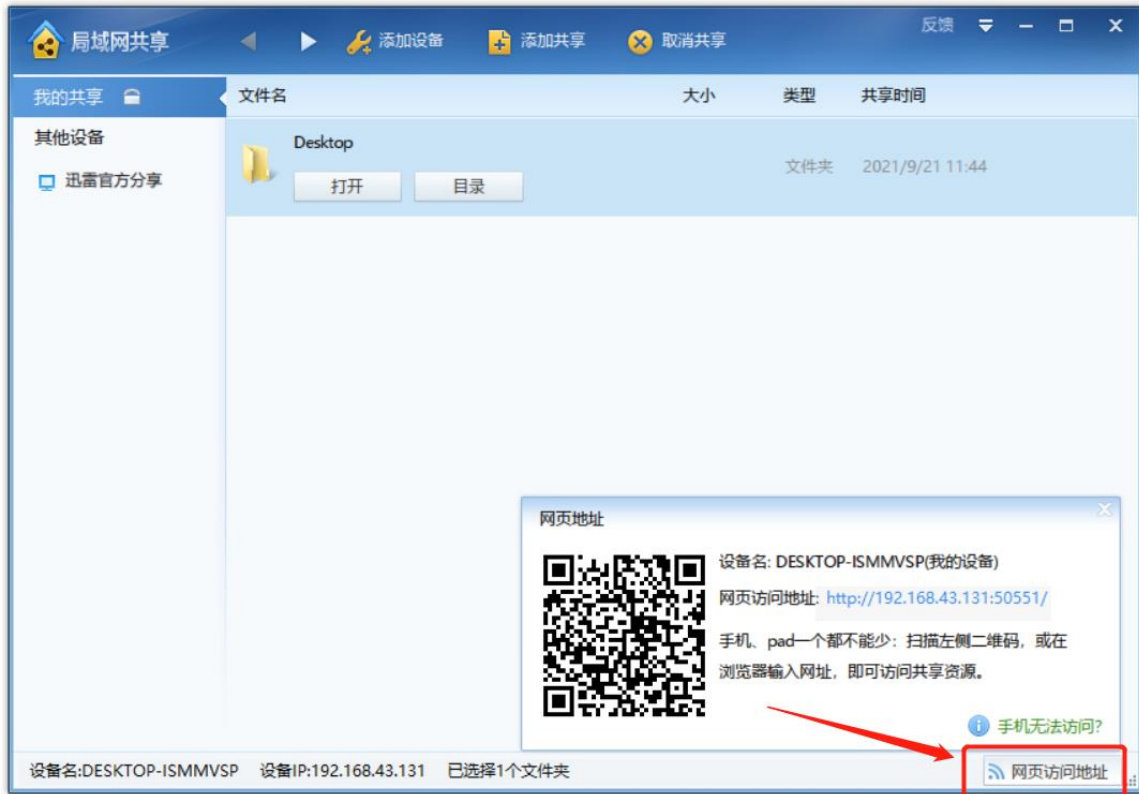 局域网共享 添加设备 添加共享 取消共享 反馈
我的共享 文件名 大小 类型 共享时间
其他设备
迅雷官方分享
Desktop
打开 目录 文件夹 2021/9/21 11:44
网页地址
设备名: DESKTOP-ISMMVSP(我的设备)
网页访问地址: http://192.168.43.131:50551/
手机、pad一个都不能少：扫描左侧二维码，或在
浏览器输入网址，即可访问共享资源。
手机无法访问?
设备名:DESKTOP-ISMMVSP 设备IP:192.168.43.131 已选择1个文件夹 网页访问地址